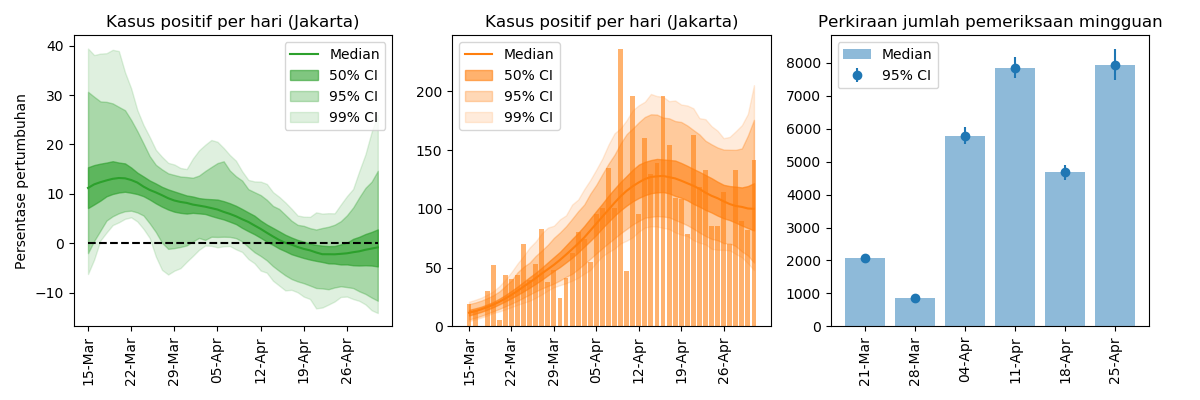 Kasus positif per hari (Jakarta)
Persentase pertumbuhan
40
30
20
10
0
−10
Median
50% CI
95% CI
99% CI
15-Mar
22-Mar
29-Mar
05-Apr
12-Apr
19-Apr
26-Apr
Kasus positif per hari (Jakarta)
200
150
100
50
0
Median
50% CI
95% CI
99% CI
15-Mar
22-Mar
29-Mar
05-Apr
12-Apr
19-Apr
26-Apr
Perkiraan jumlah pemeriksaan mingguan
8000
7000
6000
5000
4000
3000
2000
1000
0
Median
95% CI
21-Mar
28-Mar
04-Apr
11-Apr
18-Apr
25-Apr